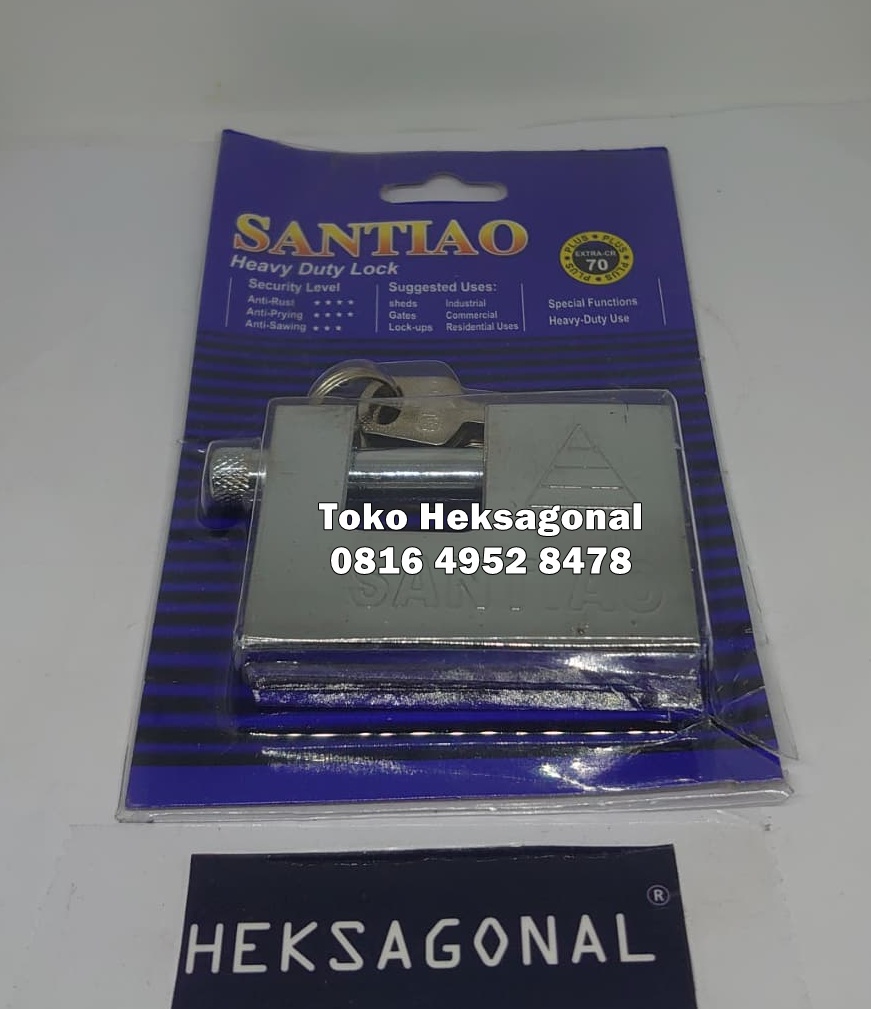 SANTIAO
Heavy Duty Lock
PLUS ★ PLUS ★ PLUS ★ PLUS ★
EXTRA-CR
70
Security Level
Anti-Rust ★ ★ ★ ★
Anti-Prying ★ ★ ★ ★
Anti-Sawing ★ ★ ★
Suggested Uses:
sheds Industrial
Gates Commercial
Lock-ups Residential Uses
Special Functions
Heavy-Duty Use
Toko Heksagonal
0816 4952 8478
SANTIAO
HEKSAGONAL ®